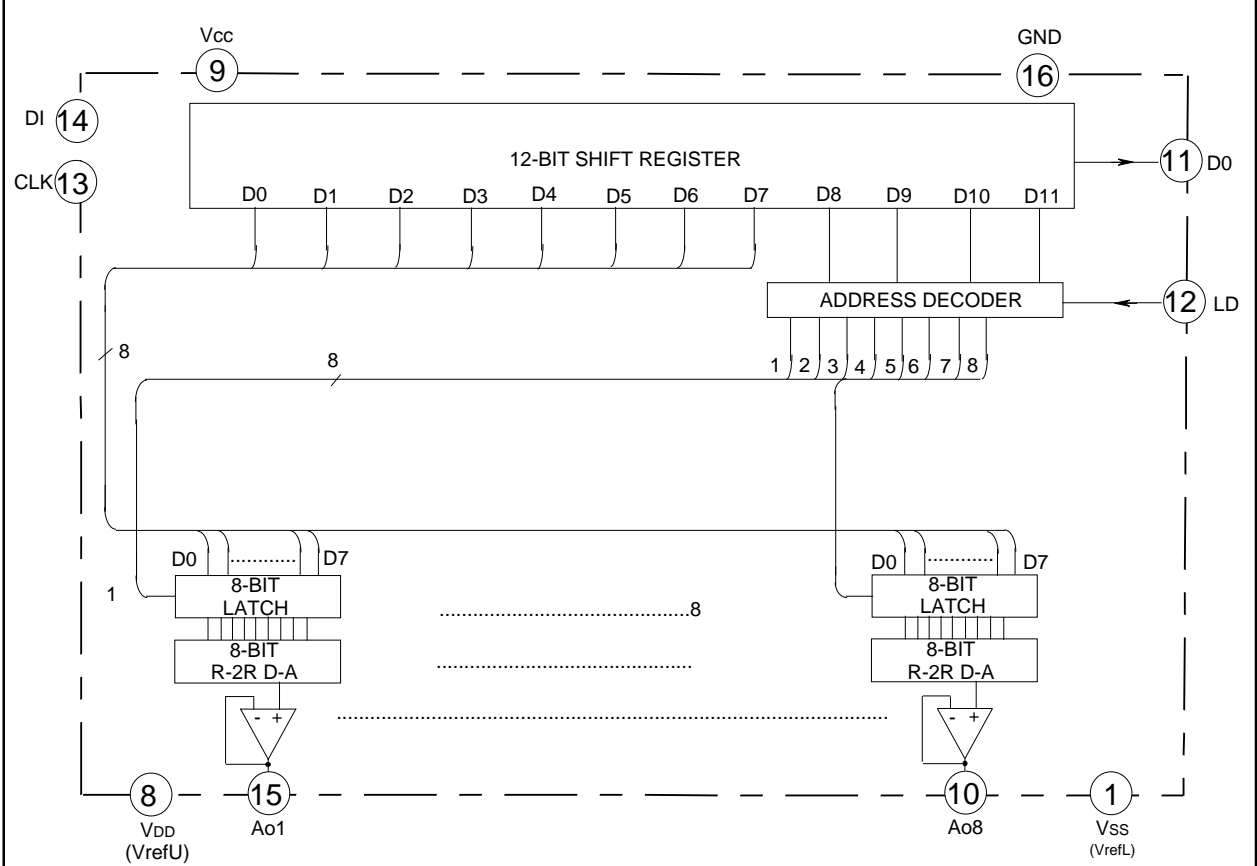 Vcc
GND
9
16
DI 14
12-BIT SHIFT REGISTER
11 D0
CLK 13
D0 D1 D2 D3 D4 D5 D6 D7 D8 D9 D10 D11
ADDRESS DECODER
12 LD
8
8
1 2 3 4 5 6 7 8
D0 ............ D7
D0 ............ D7
8-BIT
LATCH
8-BIT
LATCH
1
8
8-BIT
R-2R D-A
8-BIT
R-2R D-A
- +
- +
8
15
10
1
VDD
(VrefU)
Ao1
Ao8
VSS
(VrefL)